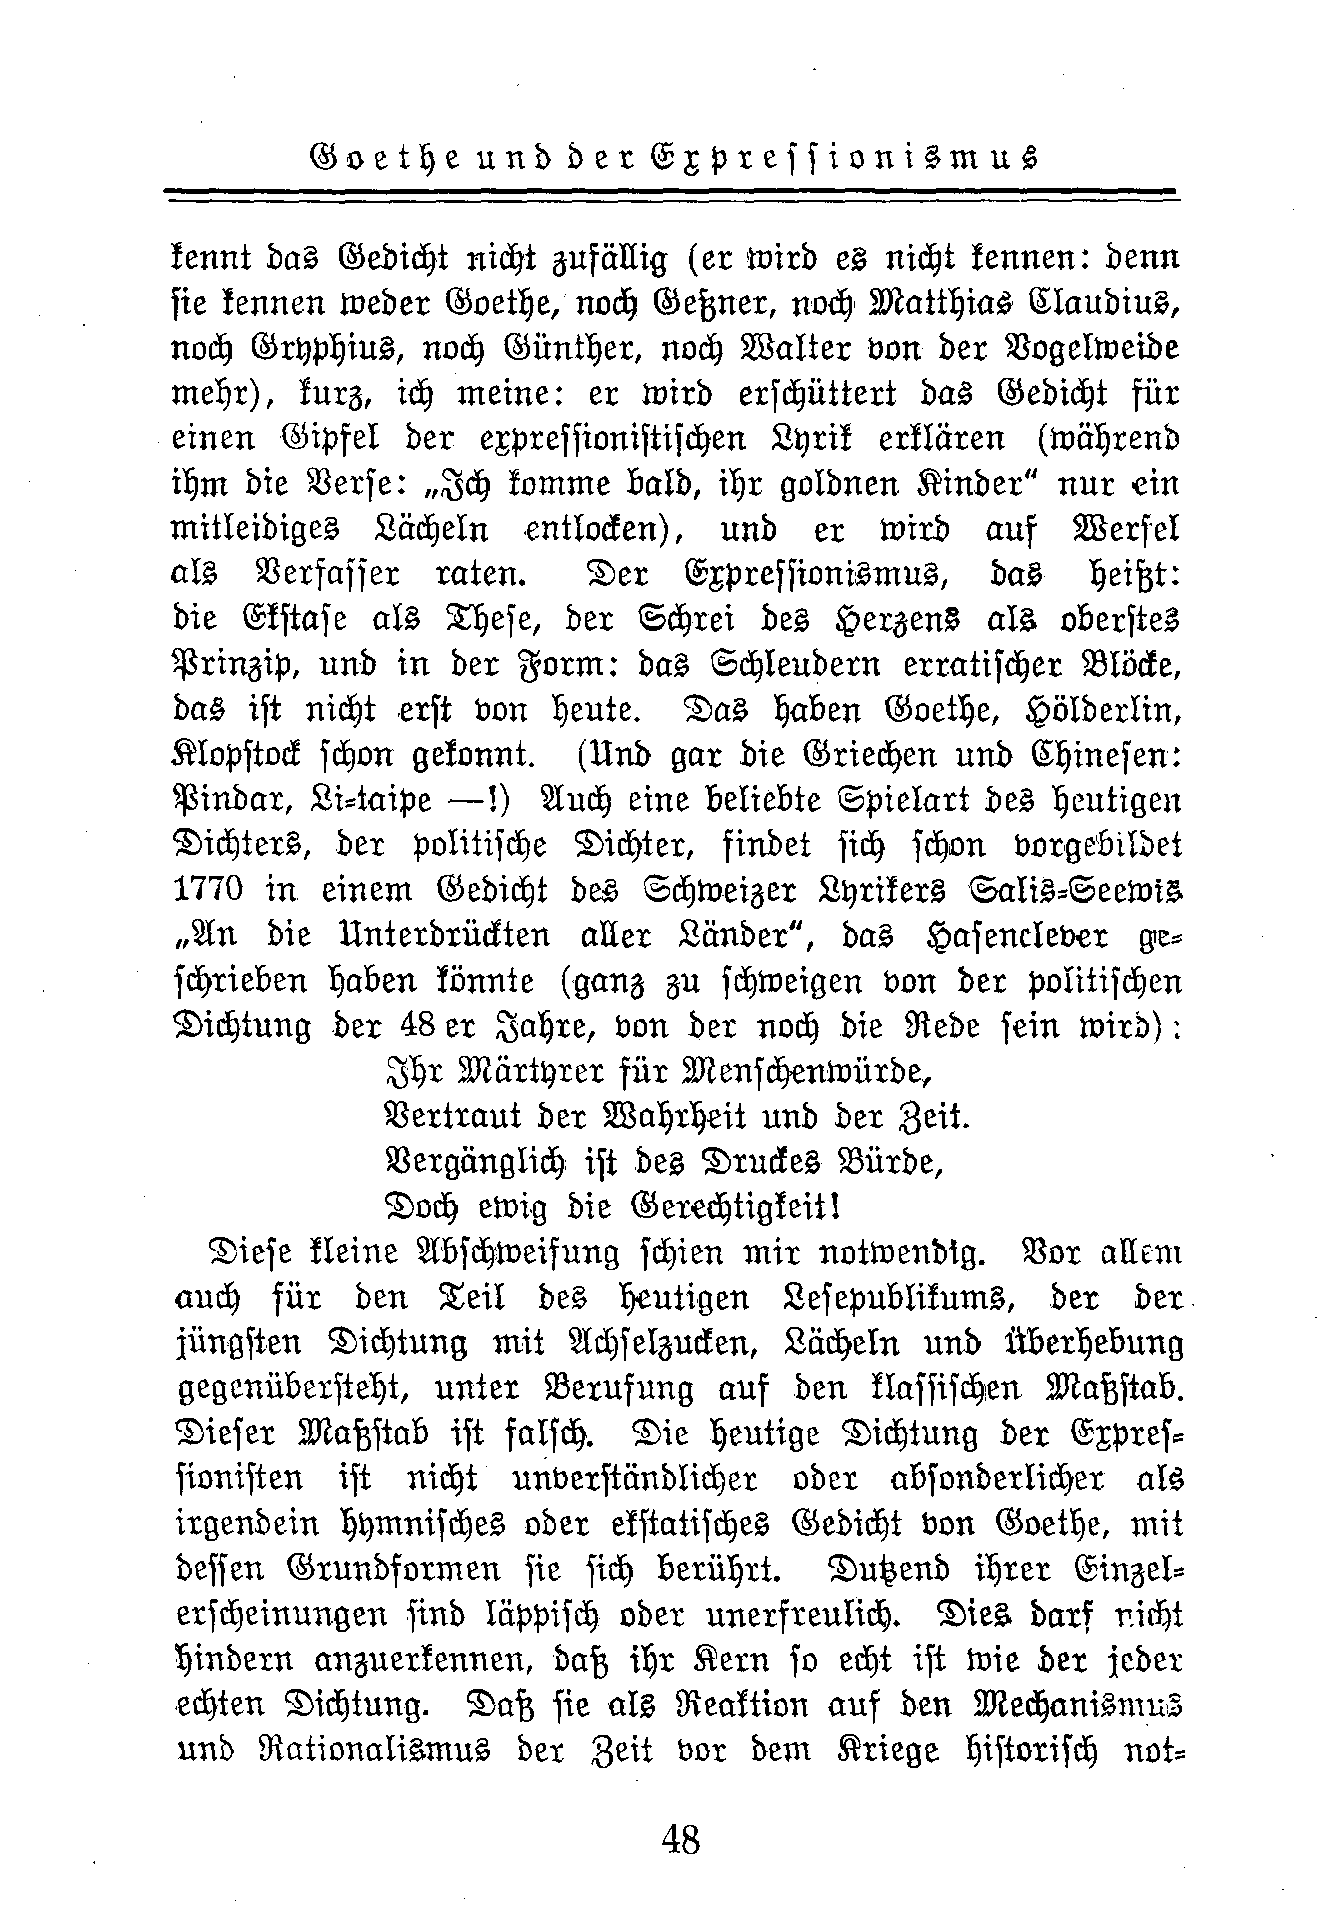 Goethe und der Expressionismus
kennt das Gedicht nicht zufällig (er wird es nicht kennen: denn
sie kennen weder Goethe, noch Geßner, noch Matthias Claudius,
noch Gryphius, noch Günther, noch Walter von der Vogelweide
mehr), kurz, ich meine: er wird erschüttert das Gedicht für
einen Gipfel der expressionistischen Lyrik erklären (während
ihm die Verse: „Ich komme bald, ihr goldnen Kinder“ nur ein
mitleidiges Lächeln entlocken), und er wird auf Werfel
als Verfasser raten. Der Expressionismus, das heißt:
die Ekstase als These, der Schrei des Herzens als oberstes
Prinzip, und in der Form: das Schleudern erratischer Blöcke,
das ist nicht erst von heute. Das haben Goethe, Hölderlin,
Klopstock schon gekonnt. (Und gar die Griechen und Chinesen:
Pindar, Li-taipe —!) Auch eine beliebte Spielart des heutigen
Dichters, der politische Dichter, findet sich schon vorgebildet
1770 in einem Gedicht des Schweizer Lyrikers Salis-Seewis
„An die Unterdrückten aller Länder“, das Hasenclever ge-
schrieben haben könnte (ganz zu schweigen von der politischen
Dichtung der 48er Jahre, von der noch die Rede sein wird):
Ihr Märtyrer für Menschenwürde,
Vertraut der Wahrheit und der Zeit.
Vergänglich ist des Druckes Bürde,
Doch ewig die Gerechtigkeit!
Diese kleine Abschweifung schien mir notwendig. Vor allem
auch für den Teil des heutigen Lesepublikums, der der
jüngsten Dichtung mit Achselzucken, Lächeln und Überhebung
gegenübersteht, unter Berufung auf den klassischen Maßstab.
Dieser Maßstab ist falsch. Die heutige Dichtung der Expres-
sionisten ist nicht unverständlicher oder absonderlicher als
irgendein hymnisches oder ekstatisches Gedicht von Goethe, mit
dessen Grundformen sie sich berührt. Dutzend ihrer Einzel-
erscheinungen sind läppisch oder unerfreulich. Dies darf nicht
hindern anzuerkennen, daß ihr Kern so echt ist wie der jeder
echten Dichtung. Daß sie als Reaktion auf den Mechanismus
und Rationalismus der Zeit vor dem Kriege historisch not-
48